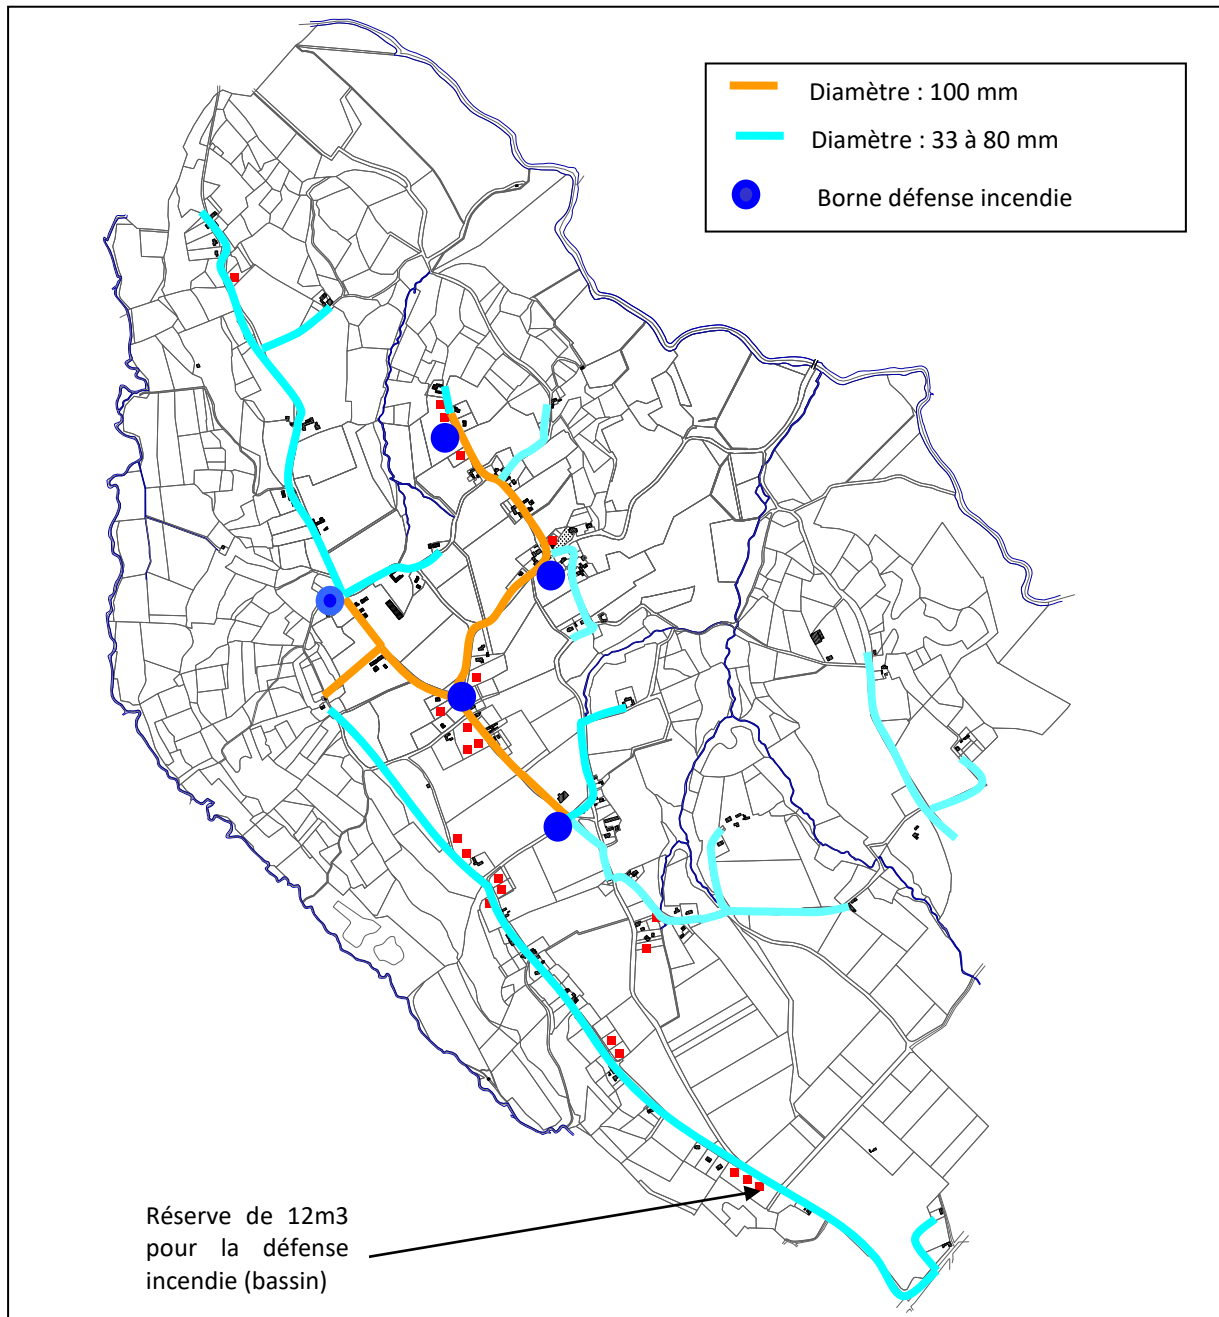 Diamètre : 100 mm
Diamètre : 33 à 80 mm
Borne défense incendie
Réserve de 12m3
pour la défense
incendie (bassin)